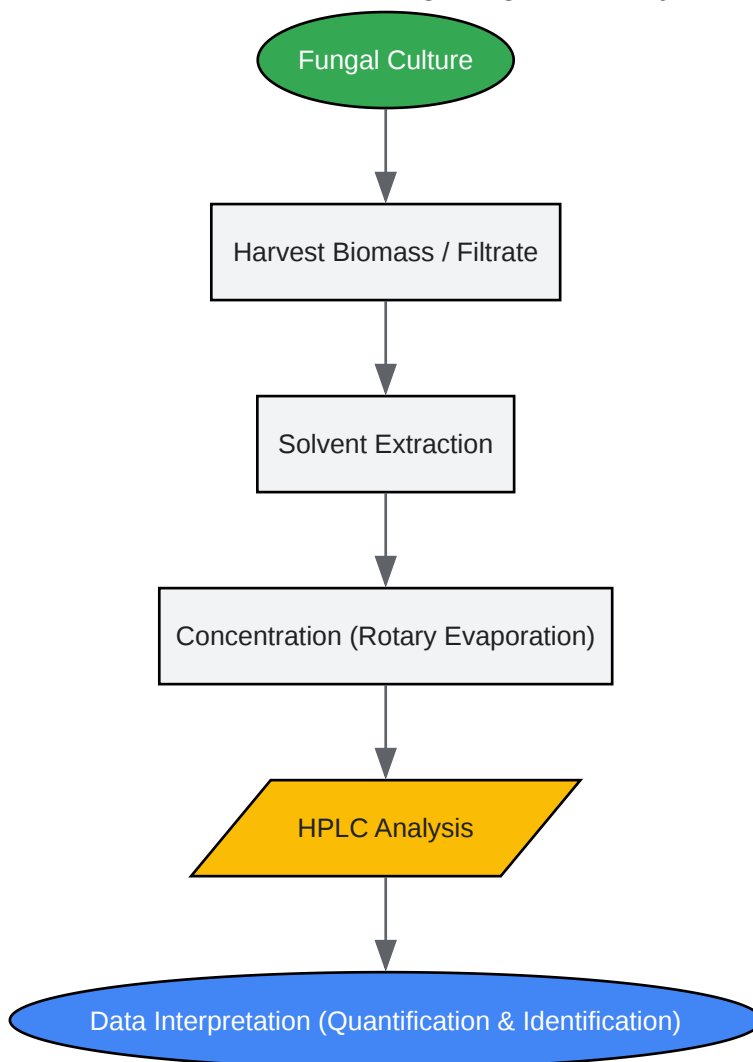 Fungal Culture
Harvest Biomass / Filtrate
Solvent Extraction
Concentration (Rotary Evaporation)
HPLC Analysis
Data Interpretation (Quantification & Identification)